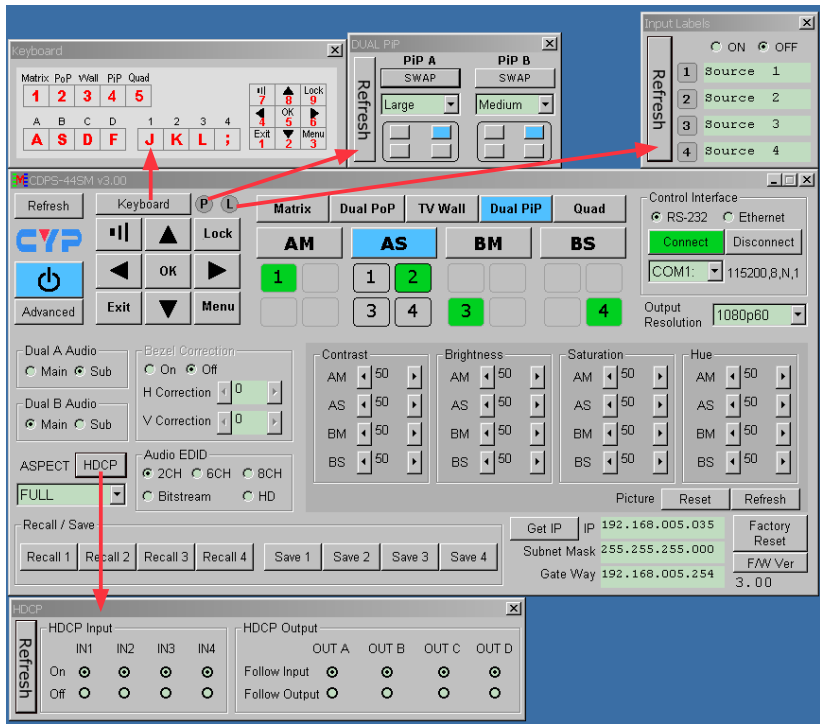 Keyboard
Matrix PoP Wall PiP Quad
1 2 3 4 5
A B C D 1 2 3 4
A S D F J K L ;
7 8 Lock 9
4 OK 5 6
Exit 1 2 Menu 3
DUAL PiP
Refresh
PiP A PiP B
SWAP SWAP
Large Medium
Input Labels
Refresh
ON OFF
1 Source 1
2 Source 2
3 Source 3
4 Source 4
CDPS-44SM v3.00
Refresh Keyboard P L
CYP
Lock
OK
Advanced Exit Menu
Matrix Dual PoP TV Wall Dual PiP Quad
AM AS BM BS
1 1 2
3 4 3 4
Control Interface
RS-232 Ethernet
Connect Disconnect
COM1: 115200,8,N,1
Output Resolution 1080p60
Dual A Audio
Main Sub
Dual B Audio
Main Sub
Bezel Correction
On Off
H Correction 0
V Correction 0
ASPECT HDCP
FULL
Audio EDID
2CH 6CH 8CH
Bitstream HD
Contrast Brightness Saturation Hue
AM 50 AM 50 AM 50 AM 50
AS 50 AS 50 AS 50 AS 50
BM 50 BM 50 BM 50 BM 50
BS 50 BS 50 BS 50 BS 50
Picture Reset Refresh
Recall / Save
Recall 1 Recall 2 Recall 3 Recall 4 Save 1 Save 2 Save 3 Save 4
Get IP IP 192.168.005.035
Subnet Mask 255.255.255.000
Gate Way 192.168.005.254
Factory Reset
F/W Ver
3.00
HDCP
Refresh
HDCP Input
IN1 IN2 IN3 IN4
On
Off
HDCP Output
OUT A OUT B OUT C OUT D
Follow Input
Follow Output